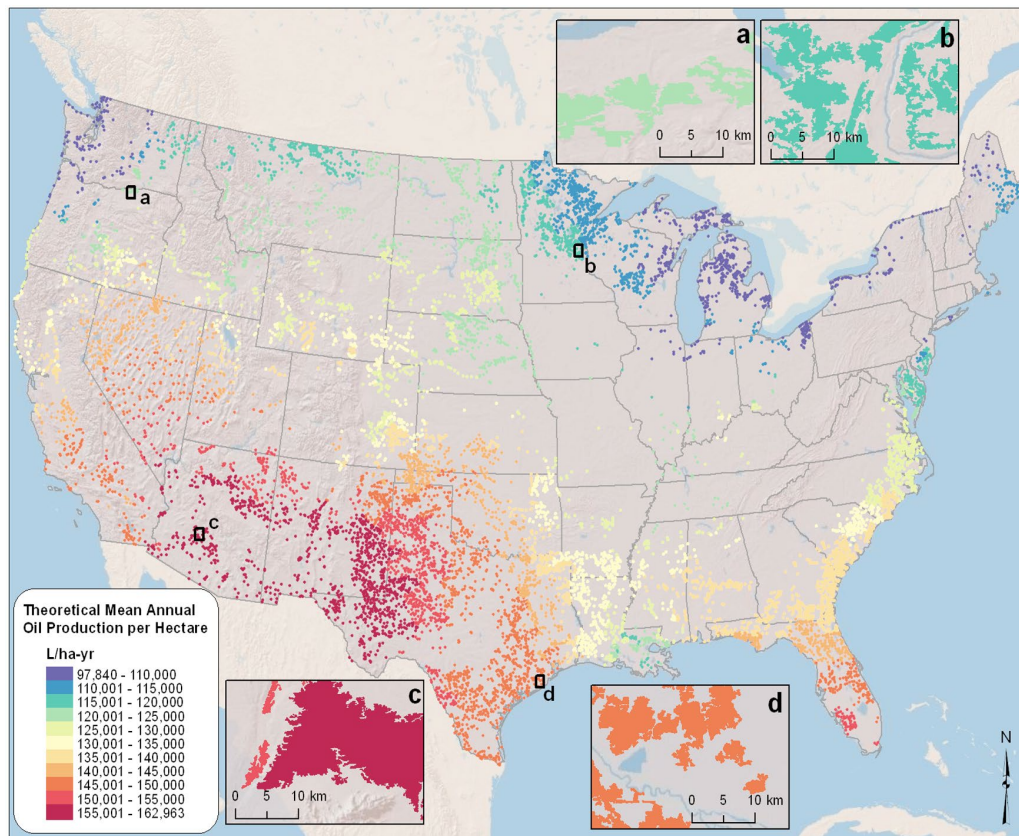 a
b
0 5 10 km
0 5 10 km
a
b
c
d
Theoretical Mean Annual
Oil Production per Hectare
L/ha-yr
97,840 - 110,000
110,001 - 115,000
115,001 - 120,000
120,001 - 125,000
125,001 - 130,000
130,001 - 135,000
135,001 - 140,000
140,001 - 145,000
145,001 - 150,000
150,001 - 155,000
155,001 - 162,963
c
0 5 10 km
d
0 5 10 km
N